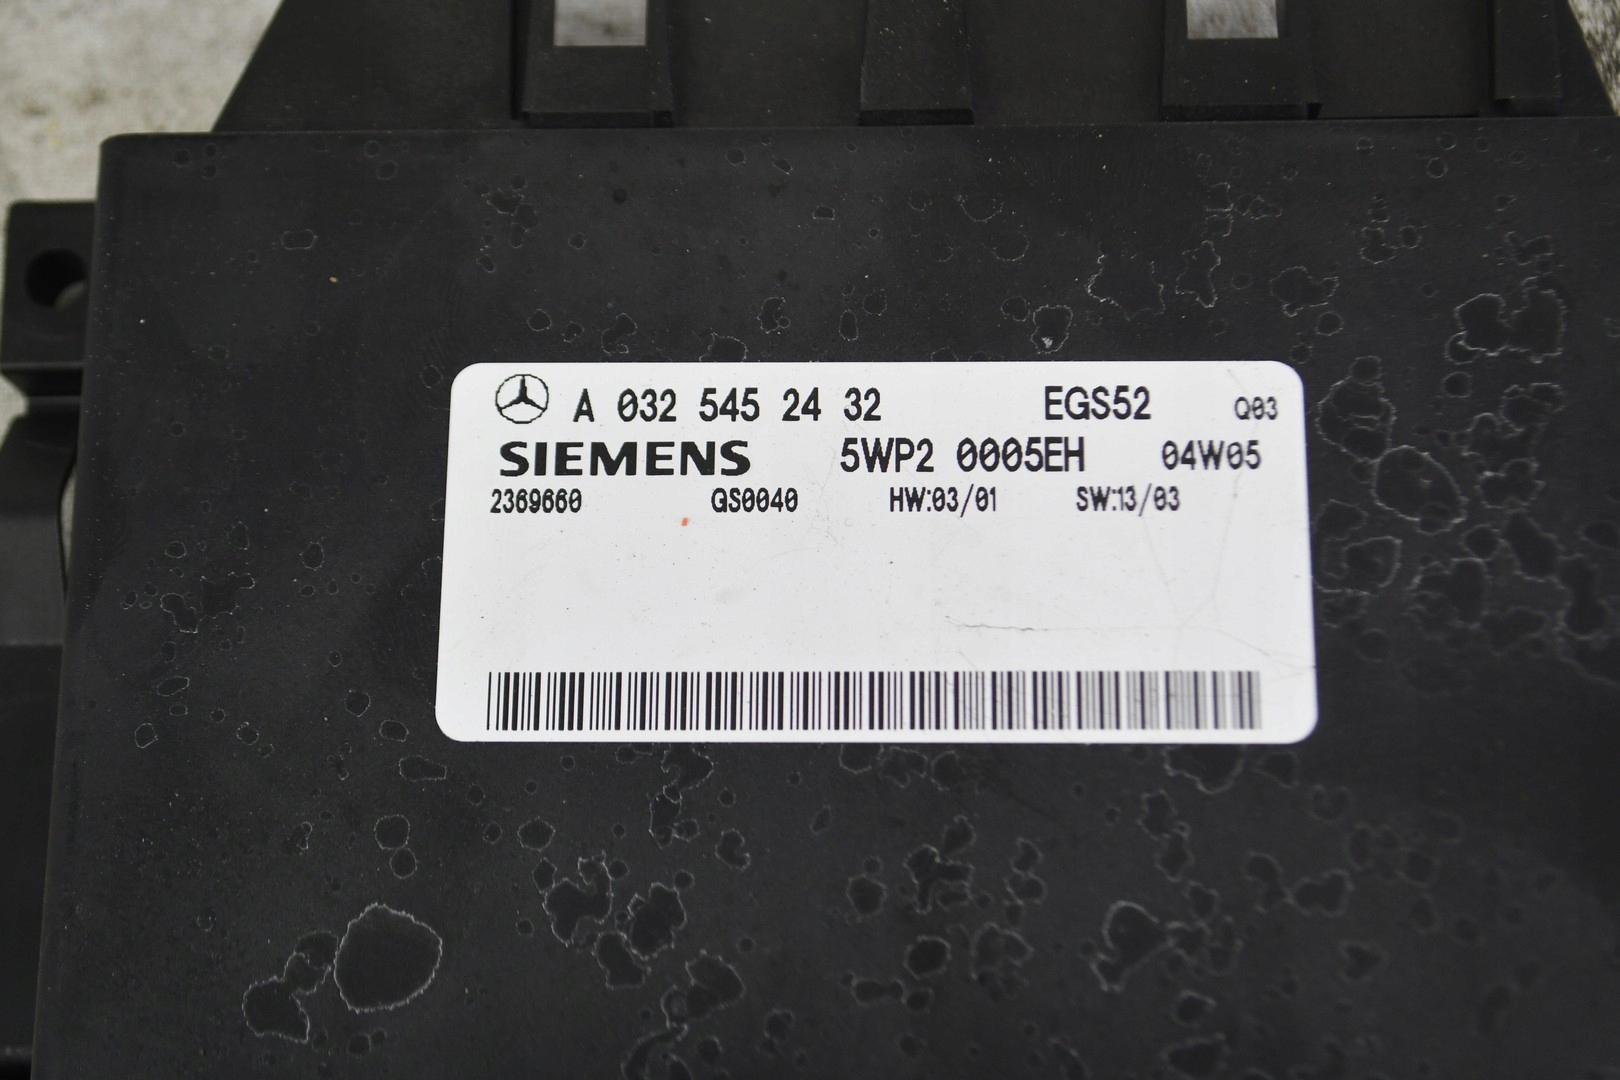 A 032 545 24 32 EGS52 Q03
SIEMENS 5WP2 0005EH 04W05
2369660 GS0040 HW:03/01 SW:13/03